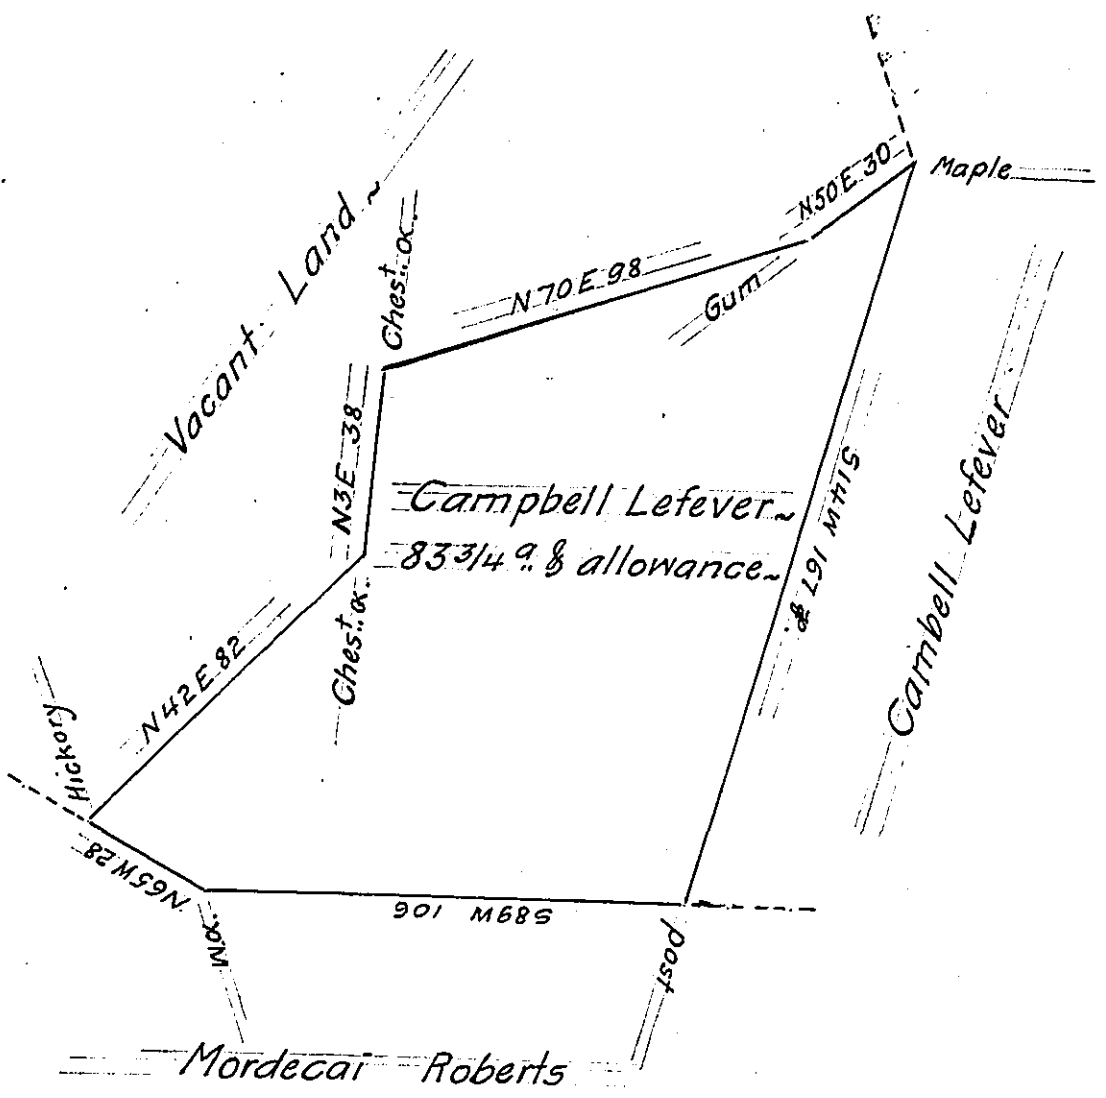 Maple
N50E 30
Vacant Land
Chest. o.
N70E 98
Gum
N3E 38
Campbell Lefever
83 3/4 a. & allowance
S14W 167 p.
Cambell Lefever
Chest. o.
N42E 82
Hickory
N65W 28
S89W 106
W.o.
Post
Mordecai Roberts